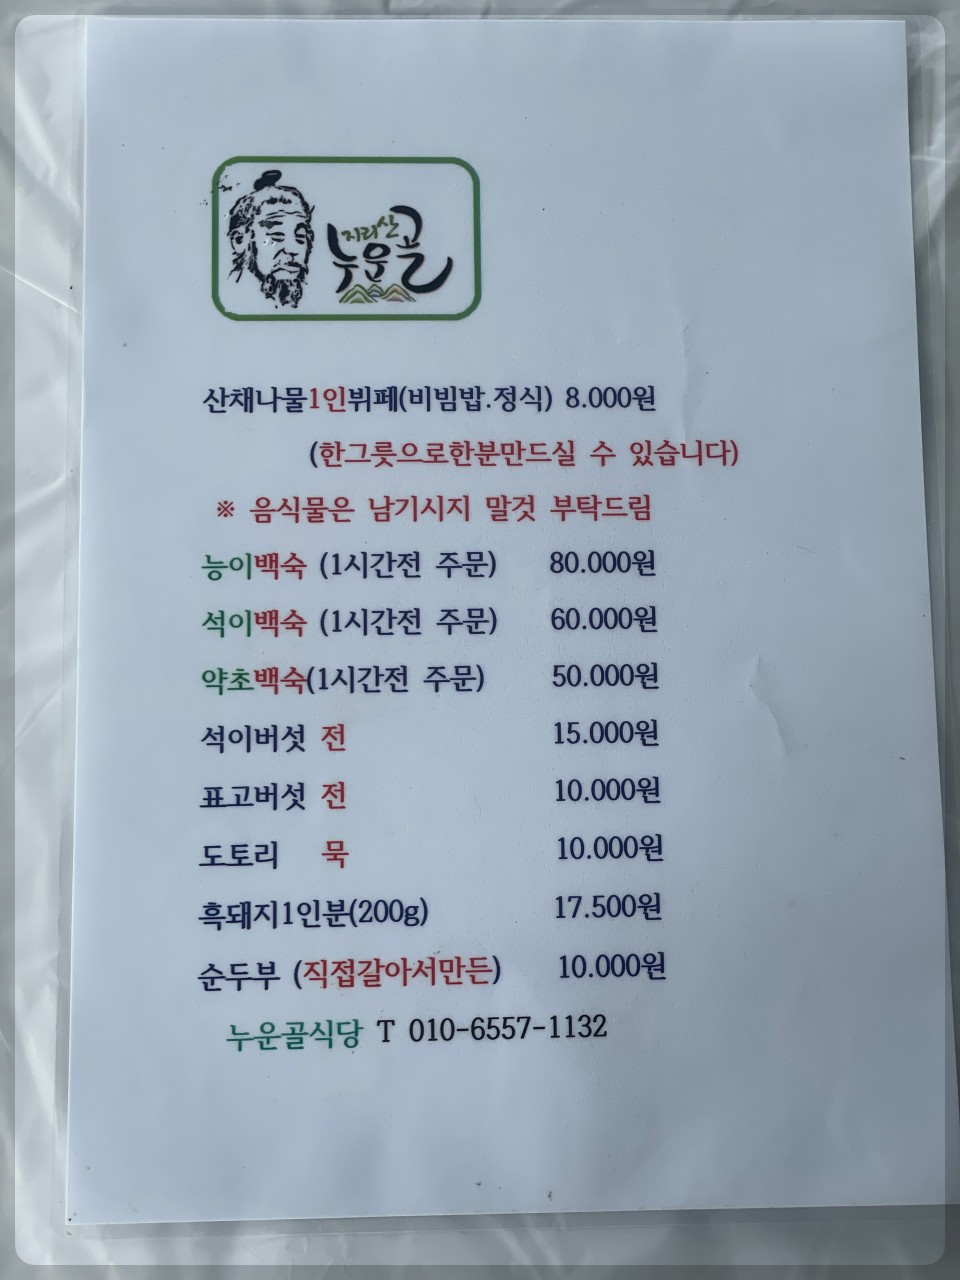 지리산
누운골
산채나물1인뷔페(비빔밥.정식) 8.000원
(한그릇으로한분만드실 수 있습니다)
※ 음식물은 남기시지 말것 부탁드림
능이백숙 (1시간전 주문) 80.000원
석이백숙 (1시간전 주문) 60.000원
약초백숙(1시간전 주문) 50.000원
석이버섯 전 15.000원
표고버섯 전 10.000원
도토리 묵 10.000원
흑돼지1인분(200g) 17.500원
순두부 (직접갈아서만든) 10.000원
누운골식당 T 010-6557-1132